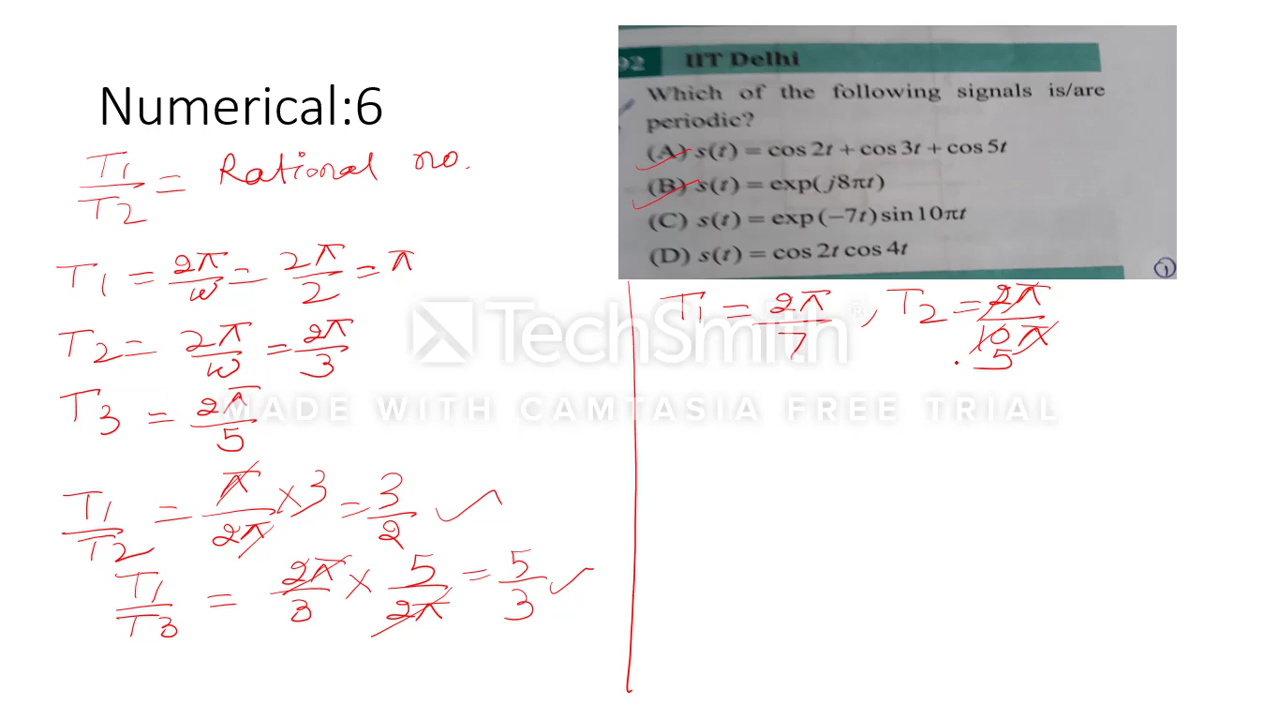 Numerical:6
T1/T2 = Rational no.
T1 = 2π/w = 2π/2 = π
T2 = 2π/w = 2π/3
T3 = 2π/5
T1/T2 = π/2π × 3 = 3/2 ✓
T1/T3 = 2π/3 × 5/2π = 5/3 ✓
92 IIT Delhi
Which of the following signals is/are
periodic?
(A) s(t) = cos 2t + cos 3t + cos 5t
(B) s(t) = exp(j8πt)
(C) s(t) = exp(−7t) sin 10πt
(D) s(t) = cos 2t cos 4t
1
T1 = 2π/7 , T2 = 2π/10π 5
TechSmith®
MADE WITH CAMTASIA FREE TRIAL